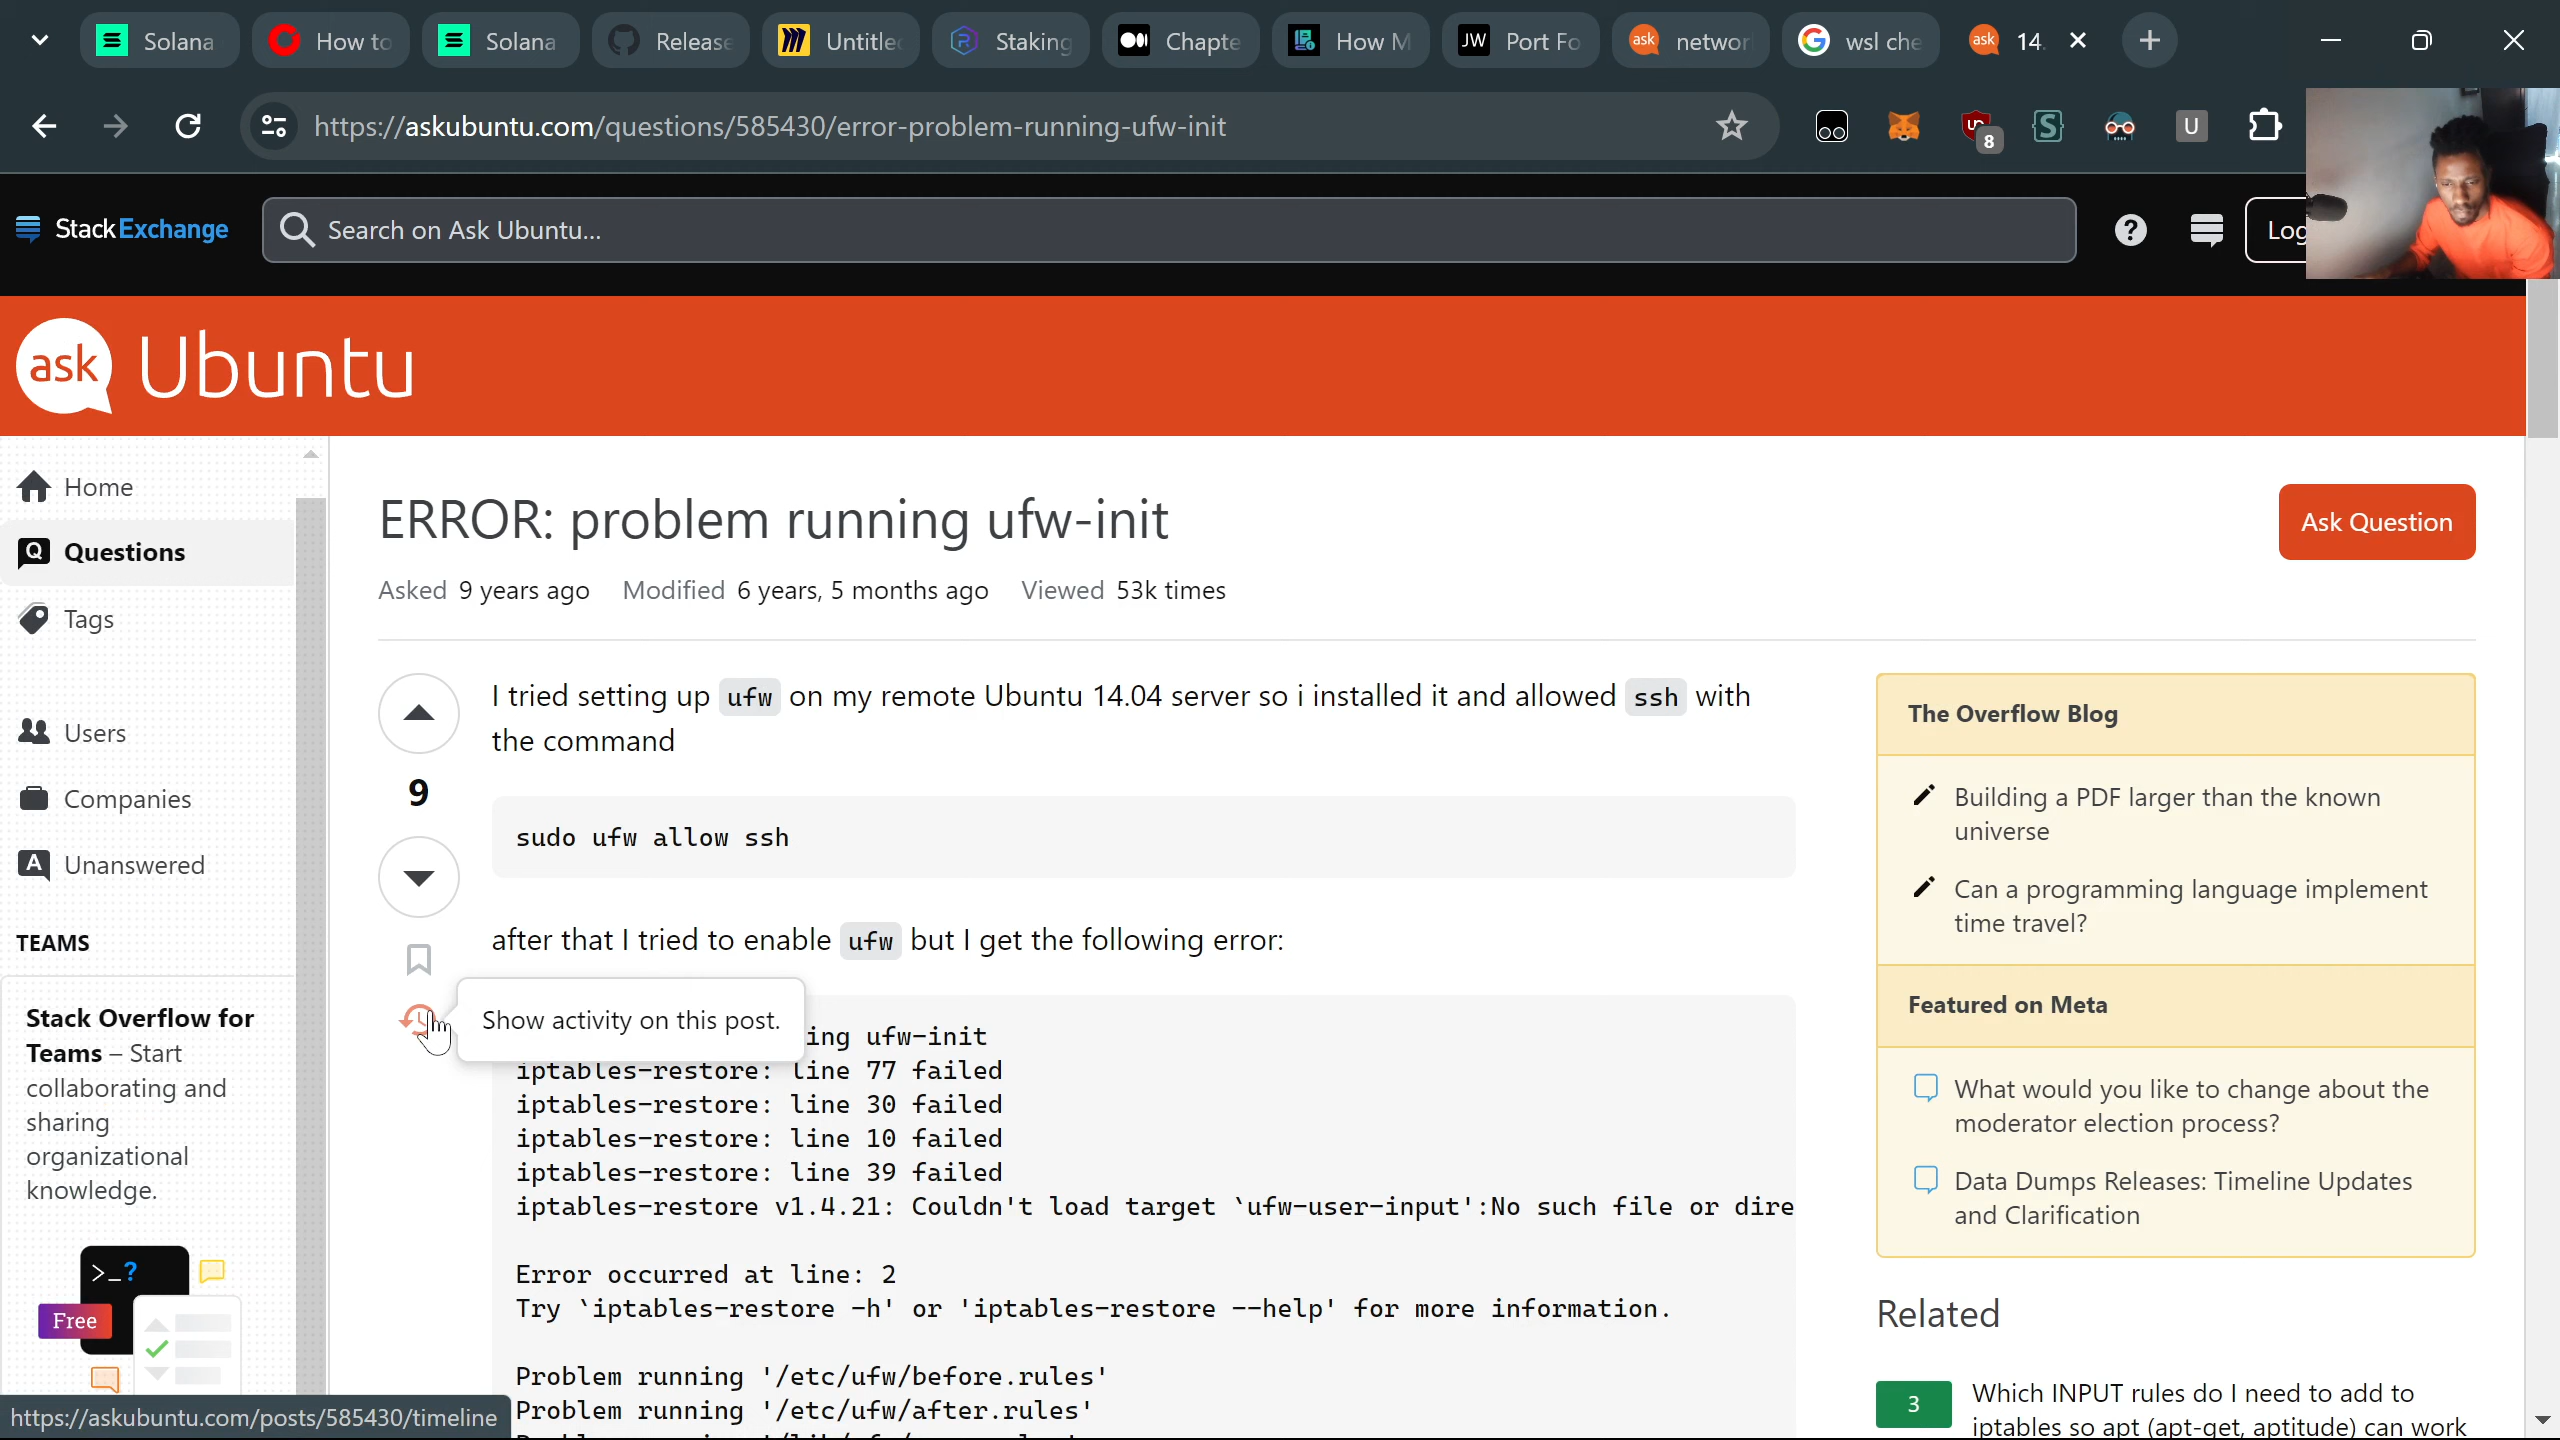 Solana
How to
Solana
Release
Untitle
Staking
Chapte
How M
JW
Port Fo
ask
networ
wsl che
ask
14.
https://askubuntu.com/questions/585430/error-problem-running-ufw-init
8
U
StackExchange
Search on Ask Ubuntu...
Log
ask Ubuntu
Home
Questions
Tags
Users
Companies
Unanswered
TEAMS
Stack Overflow for
Teams – Start
collaborating and
sharing
organizational
knowledge.
>_?
Free
ERROR: problem running ufw-init
Ask Question
Asked 9 years ago Modified 6 years, 5 months ago Viewed 53k times
9
I tried setting up ufw on my remote Ubuntu 14.04 server so i installed it and allowed ssh with
the command
sudo ufw allow ssh
after that I tried to enable ufw but I get the following error:
Show activity on this post.
ing ufw-init
iptables-restore: line 77 failed
iptables-restore: line 30 failed
iptables-restore: line 10 failed
iptables-restore: line 39 failed
iptables-restore v1.4.21: Couldn't load target `ufw-user-input':No such file or dire
Error occurred at line: 2
Try `iptables-restore -h' or 'iptables-restore --help' for more information.
Problem running '/etc/ufw/before.rules'
Problem running '/etc/ufw/after.rules'
The Overflow Blog
Building a PDF larger than the known
universe
Can a programming language implement
time travel?
Featured on Meta
What would you like to change about the
moderator election process?
Data Dumps Releases: Timeline Updates
and Clarification
Related
3
Which INPUT rules do I need to add to
iptables so apt (apt-get, aptitude) can work
https://askubuntu.com/posts/585430/timeline